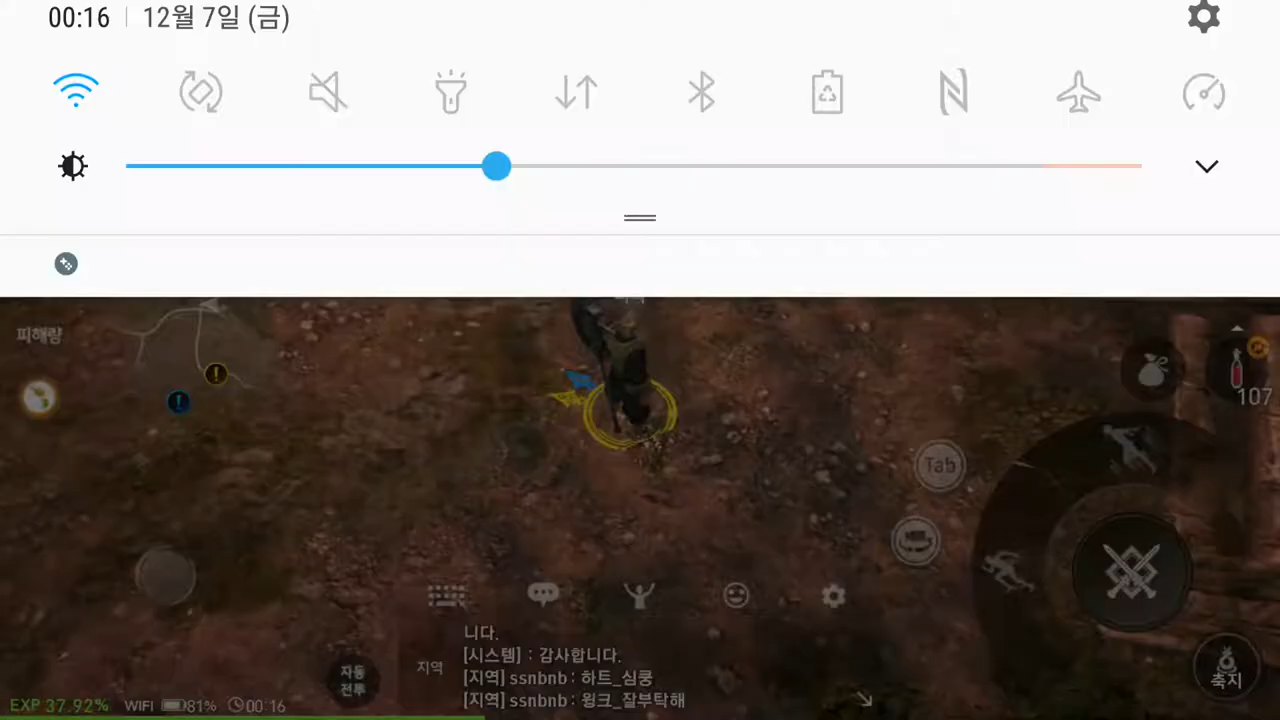 00:16 | 12월 7일 (금)
피해량
107
Tab
니다.
[시스템] : 감사합니다.
지역
[지역] ssnbnb : 하트_심쿵
[지역] ssnbnb : 윙크_잘부탁해
자동
전투
축지
EXP 37.92% WIFI 81% 00:16